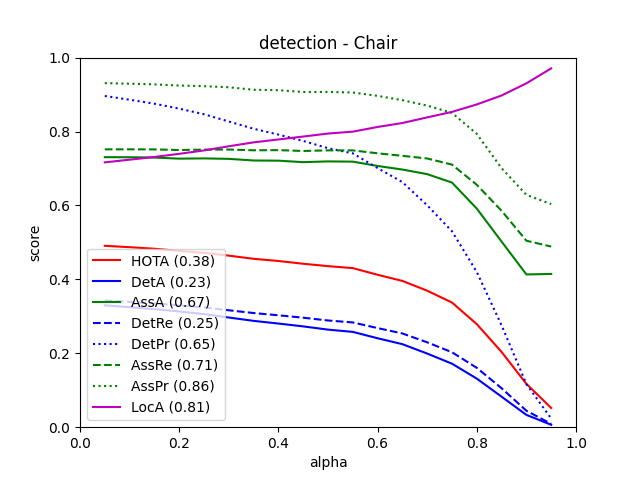 detection - Chair
score
1.0
0.8
0.6
0.4
0.2
0.0
HOTA (0.38)
DetA (0.23)
AssA (0.67)
DetRe (0.25)
DetPr (0.65)
AssRe (0.71)
AssPr (0.86)
LocA (0.81)
0.0 0.2 0.4 0.6 0.8 1.0
alpha